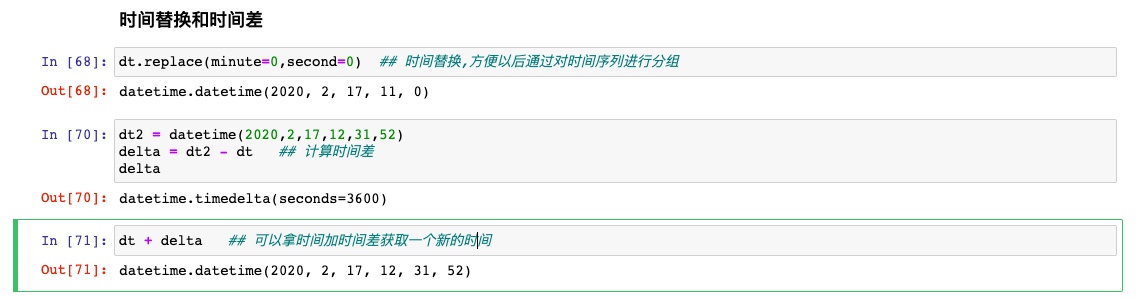 时间替换和时间差
In [68]: dt.replace(minute=0,second=0)  ## 时间替换,方便以后通过对时间序列进行分组
Out[68]: datetime.datetime(2020, 2, 17, 11, 0)
In [70]: dt2 = datetime(2020,2,17,12,31,52)
delta = dt2 - dt   ## 计算时间差
delta
Out[70]: datetime.timedelta(seconds=3600)
In [71]: dt + delta   ## 可以拿时间加时间差获取一个新的时间
Out[71]: datetime.datetime(2020, 2, 17, 12, 31, 52)